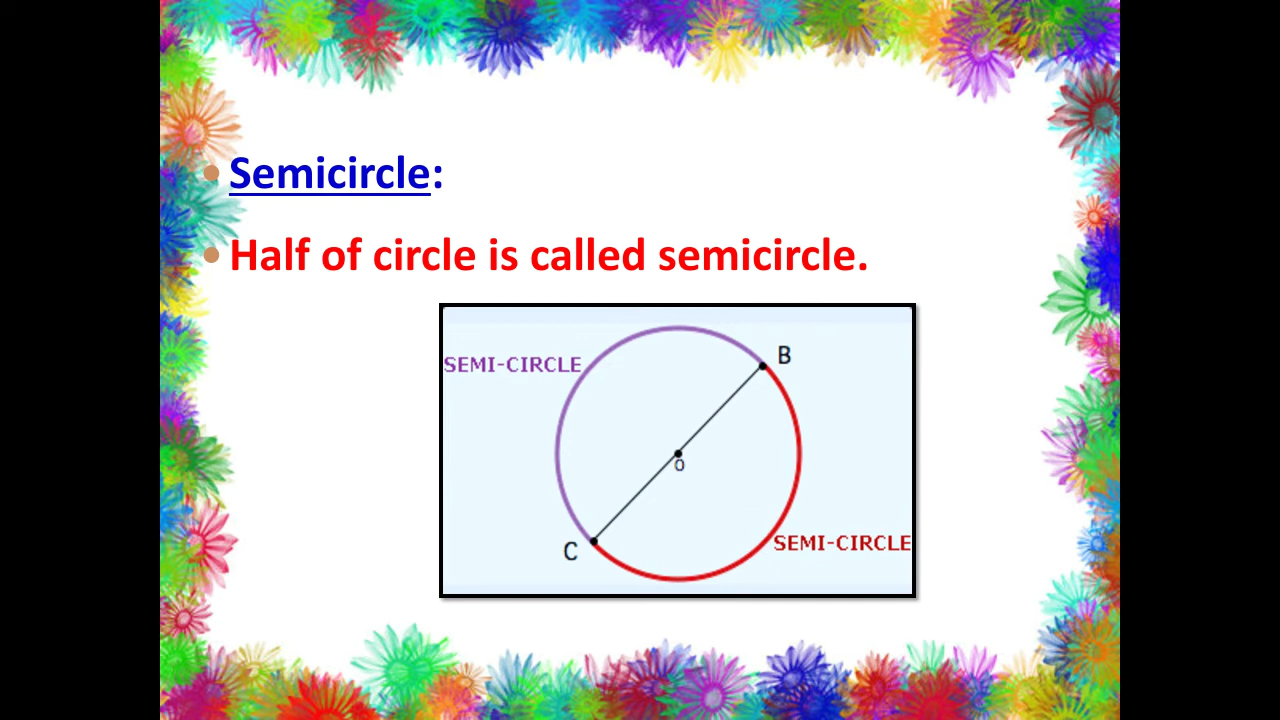 Semicircle:
Half of circle is called semicircle.
B
SEMI-CIRCLE
O
SEMI-CIRCLE
C